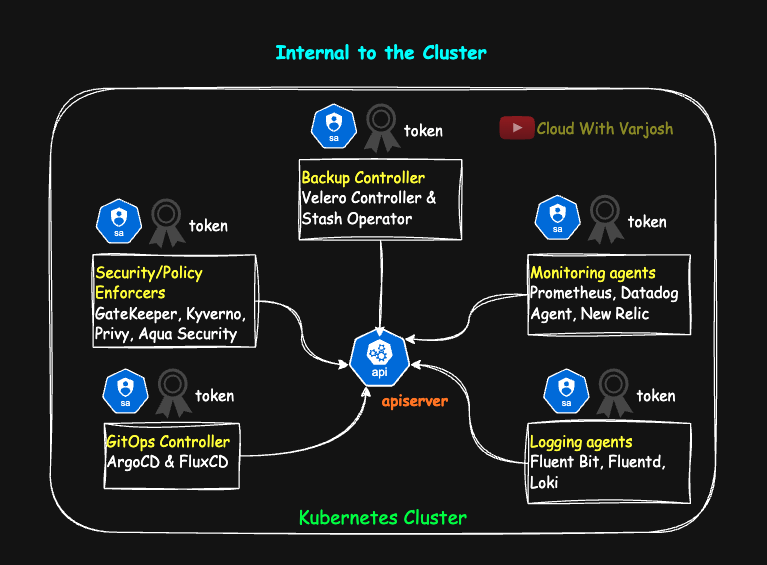 Internal to the Cluster
Cloud With Varjosh
sa
token
Backup Controller
Velero Controller &
Stash Operator
sa
token
Security/Policy
Enforcers
GateKeeper, Kyverno,
Privy, Aqua Security
sa
token
Monitoring agents
Prometheus, Datadog
Agent, New Relic
api
apiserver
sa
token
GitOps Controller
ArgoCD & FluxCD
sa
token
Logging agents
Fluent Bit, Fluentd,
Loki
Kubernetes Cluster